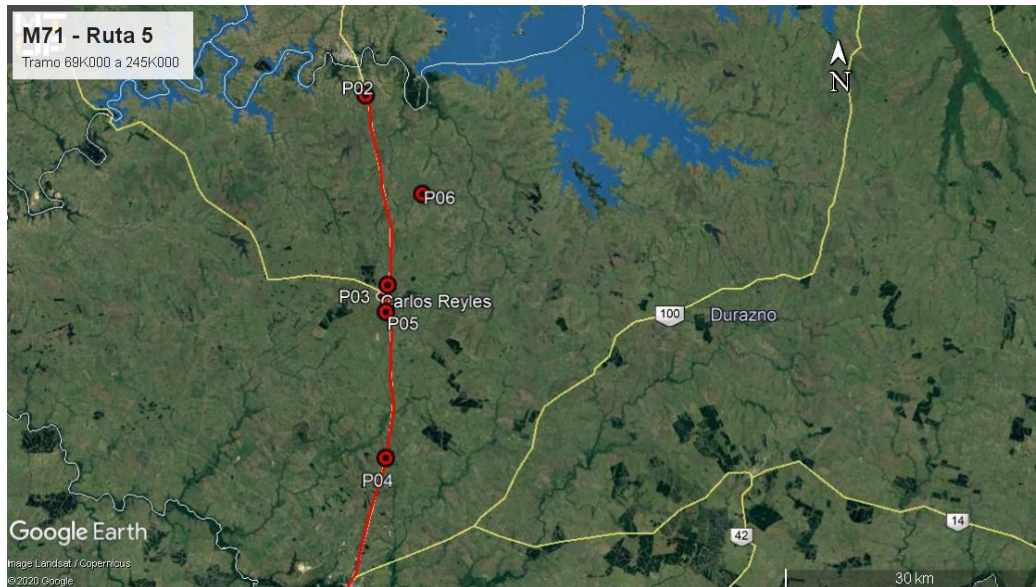 M71 - Ruta 5
Tramo 69K000 a 245K000
N
P02
P06
P03
Carlos Reyles
P05
100
Durazno
P04
14
42
Google Earth
Image Landsat / Copernicus
©2020 Google
30 km